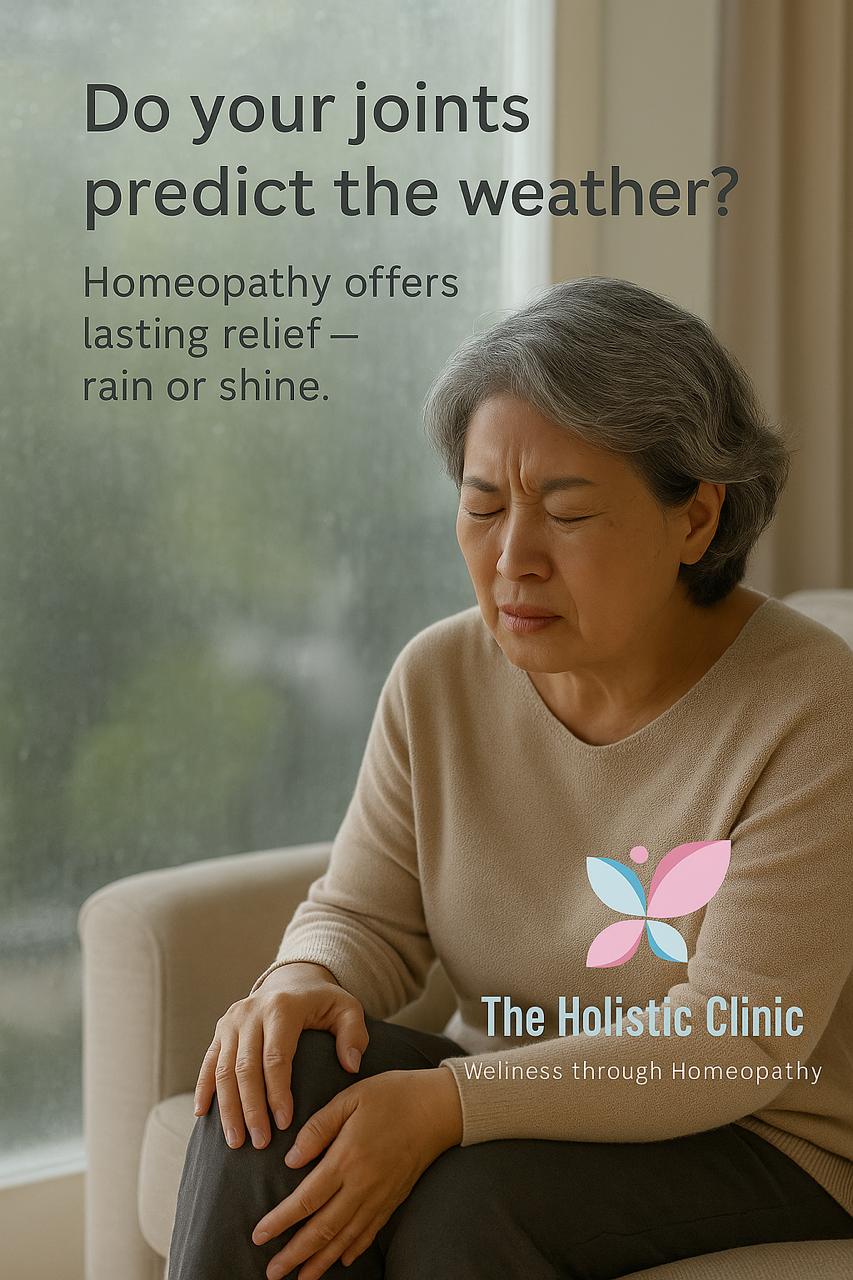 Do your joints
predict the weather?
Homeopathy offers
lasting relief —
rain or shine.
The Holistic Clinic
Weliness through Homeopathy